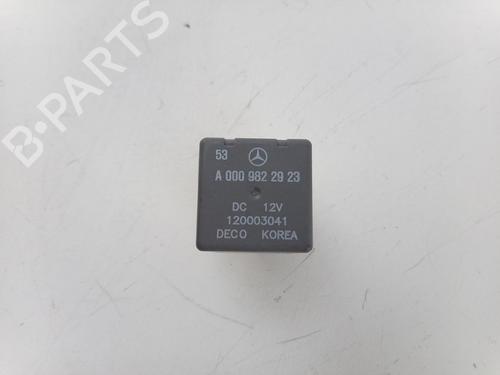 B-PARTS
53
A 000 982 29 23
DC 12V
120003041
DECO KOREA